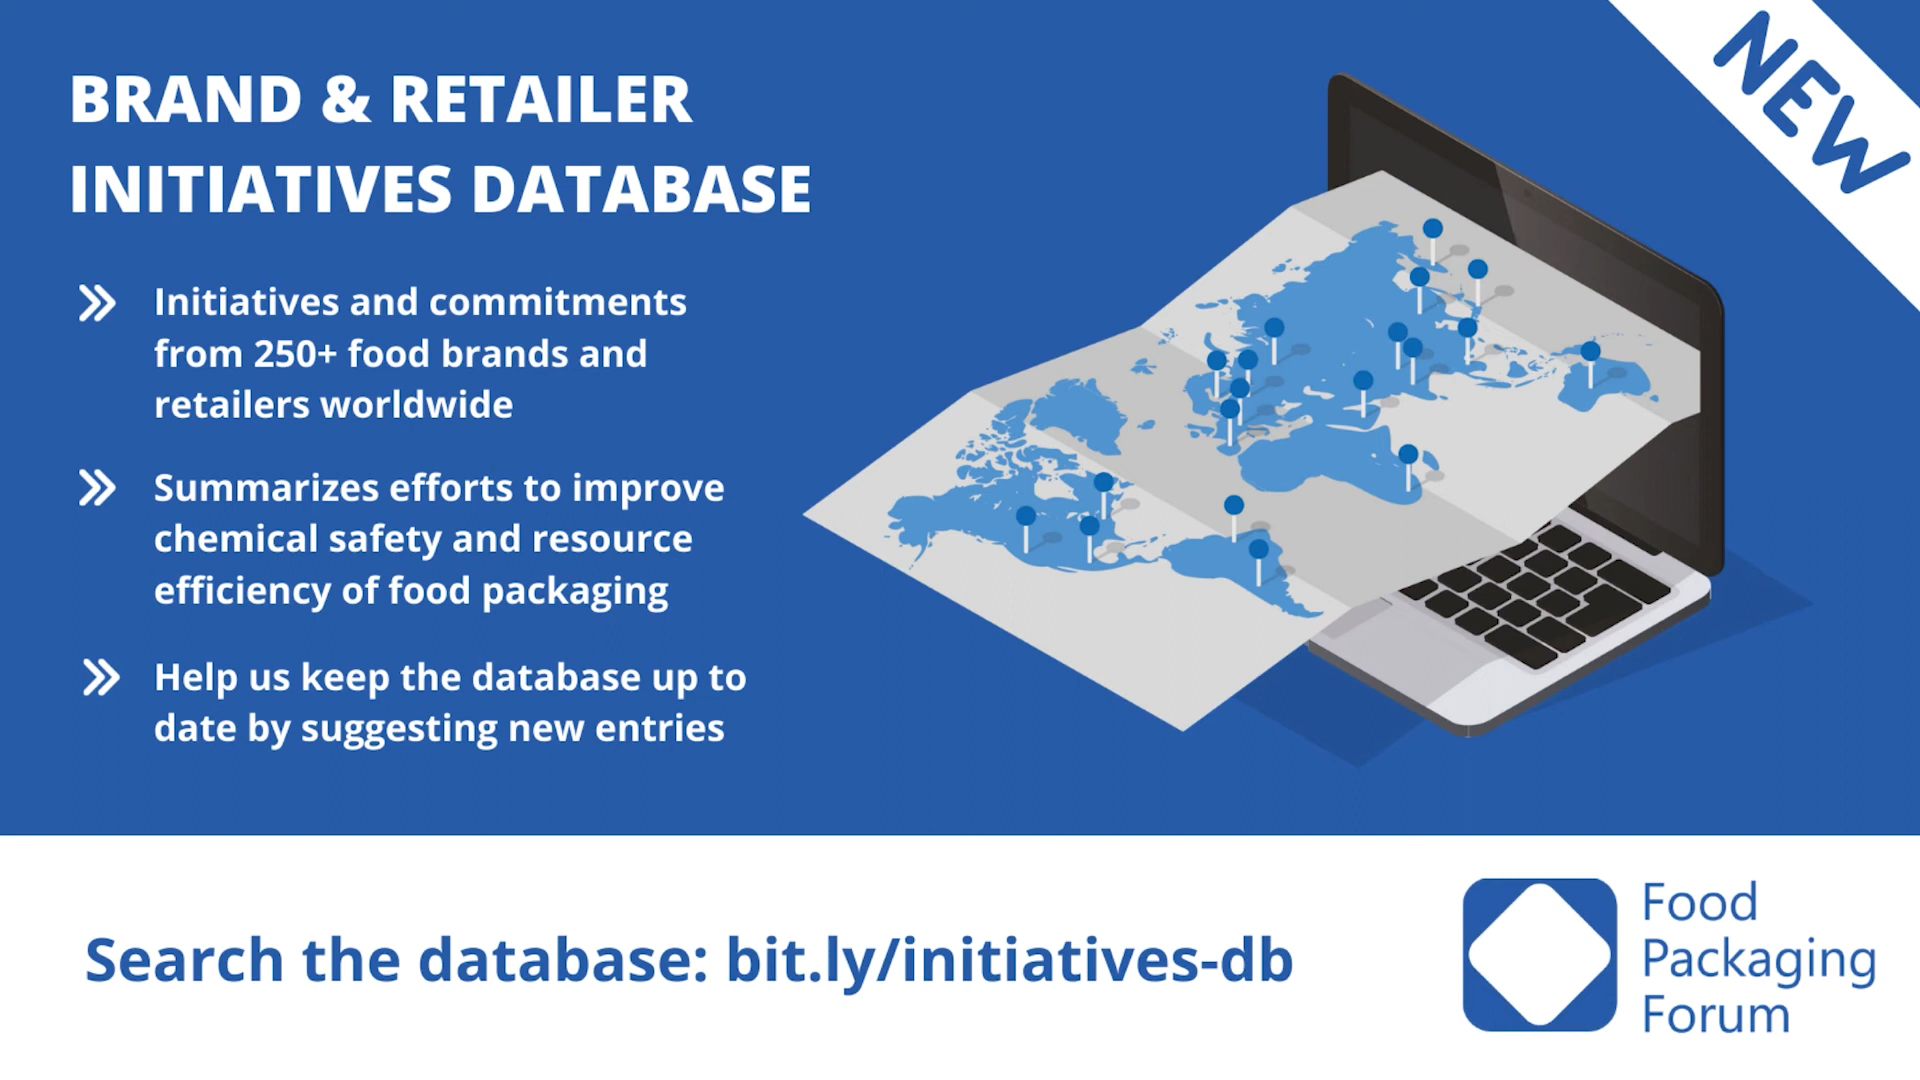 BRAND & RETAILER
INITIATIVES DATABASE
NEW
Initiatives and commitments
from 250+ food brands and
retailers worldwide
Summarizes efforts to improve
chemical safety and resource
efficiency of food packaging
Help us keep the database up to
date by suggesting new entries
Search the database: bit.ly/initiatives-db
Food
Packaging
Forum